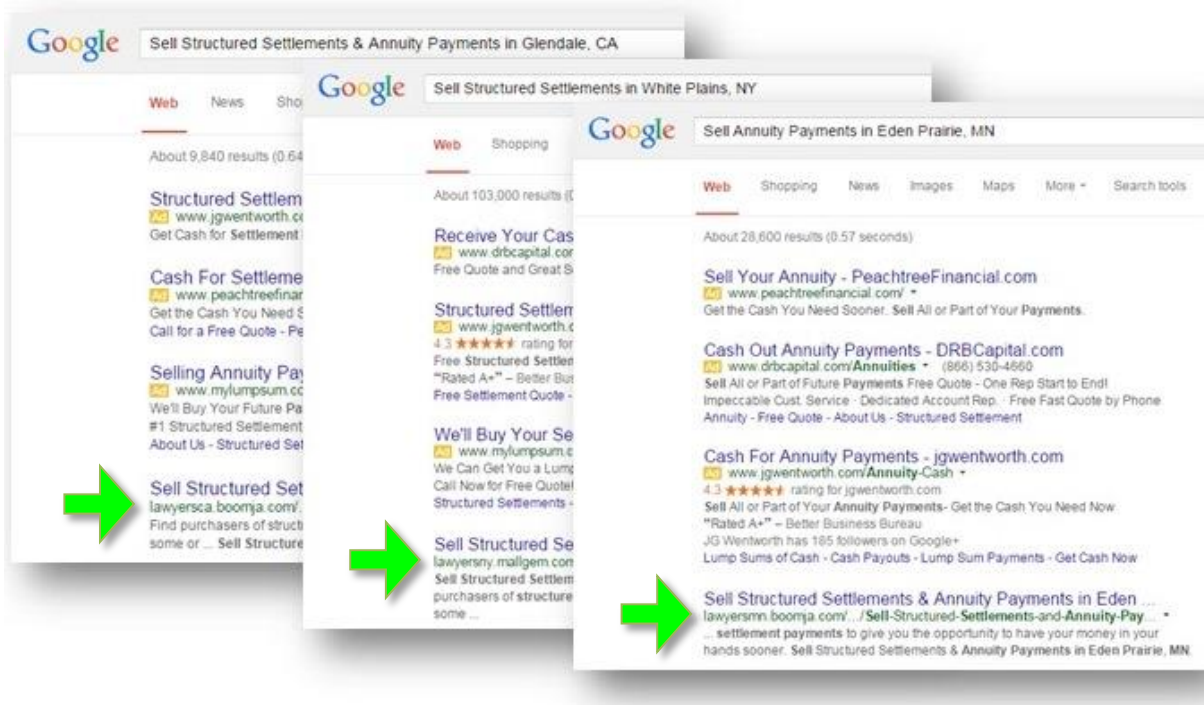 Google
Sell Structured Settlements & Annuity Payments in Glendale, CA
Web News Sho
About 9,840 results (0.64
Structured Settlem
Ad www.jgwentworth.co
Get Cash for Settlement
Cash For Settleme
Ad www.peachtreefinar
Get the Cash You Need S
Call for a Free Quote - Pe
Selling Annuity Pay
Ad www.mylumpsum.co
We'll Buy Your Future Pa
#1 Structured Settlement
About Us - Structured Set
Sell Structured Set
lawyersca.boomja.com/.
Find purchasers of struct
some or ... Sell Structure
Google
Sell Structured Settlements in White Plains, NY
Web Shopping
About 103,000 results (0
Receive Your Cas
Ad www.drbcapital.cor
Free Quote and Great S
Structured Settlem
Ad www.jgwentworth.c
4.3 ★★★★★ rating for
Free Structured Settlem
"Rated A+" – Better Bus
Free Settlement Quote -
We'll Buy Your Se
Ad www.mylumpsum.c
We Can Get You a Lump
Call Now for Free Quote!
Structured Settlements -
Sell Structured Se
lawyersny.mallgem.com
Sell Structured Settlem
purchasers of structure
some ...
Google
Sell Annuity Payments in Eden Prairie, MN
Web Shopping News Images Maps More Search tools
About 28,600 results (0.57 seconds)
Sell Your Annuity - PeachtreeFinancial.com
Ad www.peachtreefinancial.com/
Get the Cash You Need Sooner. Sell All or Part of Your Payments.
Cash Out Annuity Payments - DRBCapital.com
Ad www.drbcapital.com/Annuities (866) 530-4660
Sell All or Part of Future Payments Free Quote - One Rep Start to End!
Impeccable Cust. Service · Dedicated Account Rep. · Free Fast Quote by Phone
Annuity - Free Quote - About Us - Structured Settlement
Cash For Annuity Payments - jgwentworth.com
Ad www.jgwentworth.com/Annuity-Cash
4.3 ★★★★★ rating for jgwentworth.com
Sell All or Part of Your Annuity Payments- Get the Cash You Need Now
"Rated A+" – Better Business Bureau
JG Wentworth has 185 followers on Google+
Lump Sums of Cash - Cash Payouts - Lump Sum Payments - Get Cash Now
Sell Structured Settlements & Annuity Payments in Eden ...
lawyersmn.boomja.com/.../Sell-Structured-Settlements-and-Annuity-Pay...
... settlement payments to give you the opportunity to have your money in your
hands sooner. Sell Structured Settlements & Annuity Payments in Eden Prairie, MN.